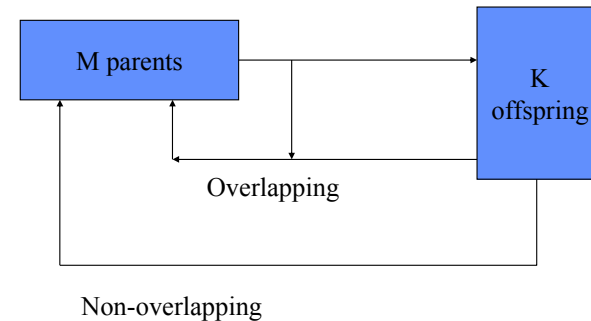 M parents
K
offspring
Overlapping
Non-overlapping